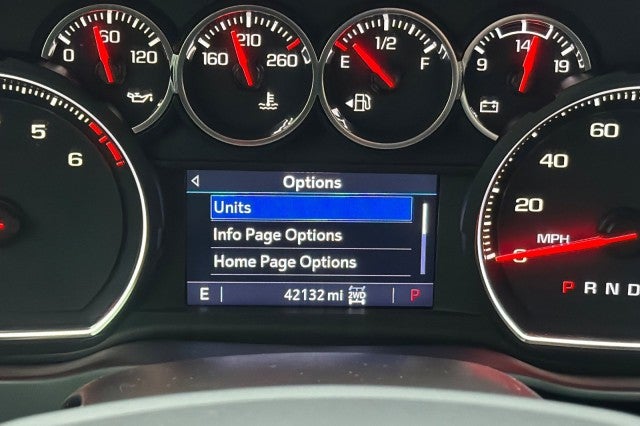 0 60 120
160 210 260
E 1/2 F
9 14 19
5 6
Options
Units
Info Page Options
Home Page Options
E 42132 mi 2WD P
0 20 40 60
MPH
P R N D